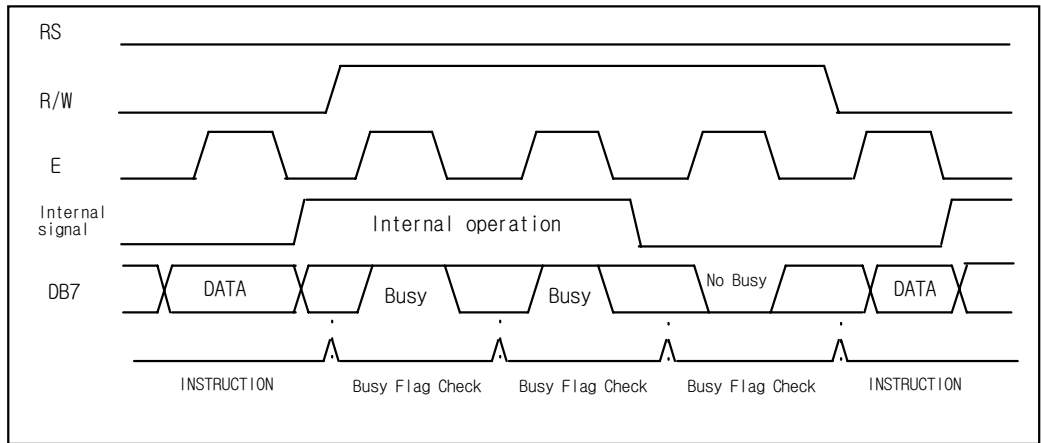 RS
R/W
E
Internal
signal
Internal operation
DB7
DATA
Busy
Busy
No Busy
DATA
INSTRUCTION
Busy Flag Check
Busy Flag Check
Busy Flag Check
INSTRUCTION